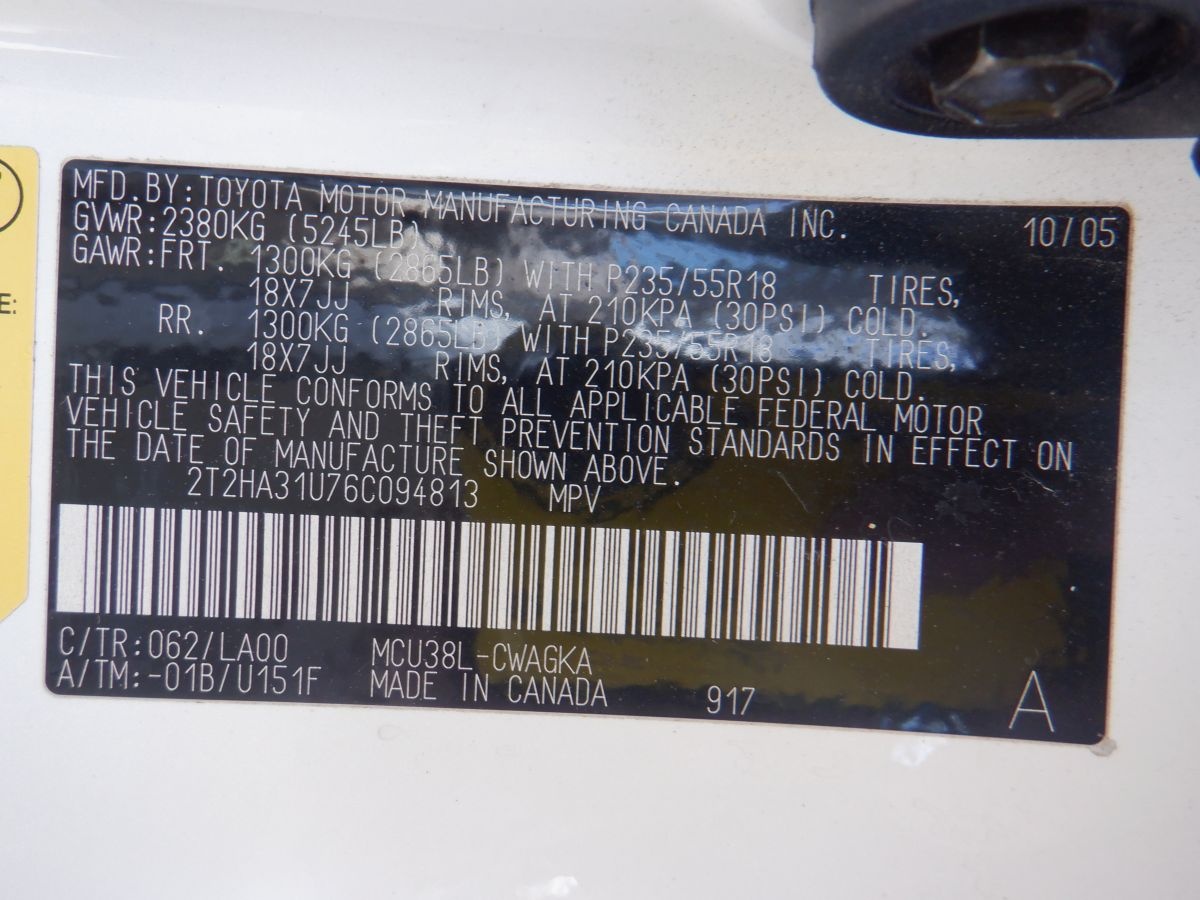 MFD.BY:TOYOTA MOTOR MANUFACTURING CANADA INC. 10/05
GVWR:2380KG (5245LB)
GAWR:FRT. 1300KG (2865LB) WITH P235/55R18 TIRES,
18X7JJ RIMS, AT 210KPA (30PSI) COLD.
RR. 1300KG (2865LB) WITH P235/55R18 TIRES,
18X7JJ RIMS, AT 210KPA (30PSI) COLD.
THIS VEHICLE CONFORMS TO ALL APPLICABLE FEDERAL MOTOR
VEHICLE SAFETY AND THEFT PREVENTION STANDARDS IN EFFECT ON
THE DATE OF MANUFACTURE SHOWN ABOVE.
2T2HA31U76C094813 MPV
C/TR:062/LA00 MCU38L-CWAGKA
A/TM:-01B/U151F MADE IN CANADA 917 A
E: